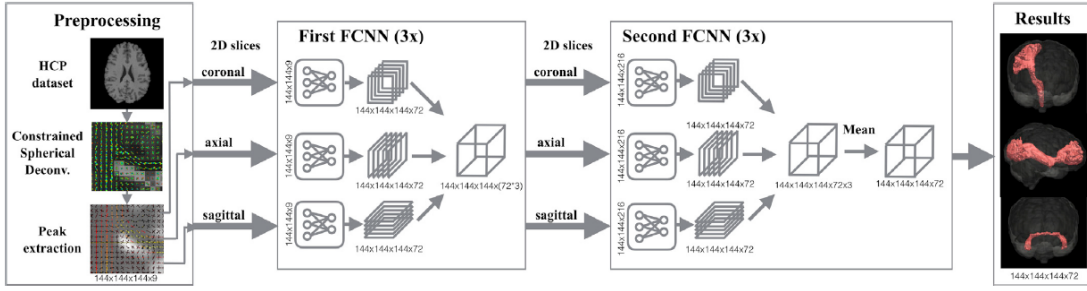 Preprocessing
HCP
dataset
Constrained
Spherical
Deconv.
Peak
extraction
144x144x144x9
2D slices
coronal
axial
sagittal
First FCNN (3x)
144x144x9
144x144x144x72
144x144x9
144x144x144x72
144x144x9
144x144x144x72
144x144x144x(72*3)
2D slices
coronal
axial
sagittal
Second FCNN (3x)
144x144x216
144x144x144x72
144x144x216
144x144x144x72
144x144x216
144x144x144x72
144x144x144x72x3
Mean
144x144x144x72
Results
144x144x144x72